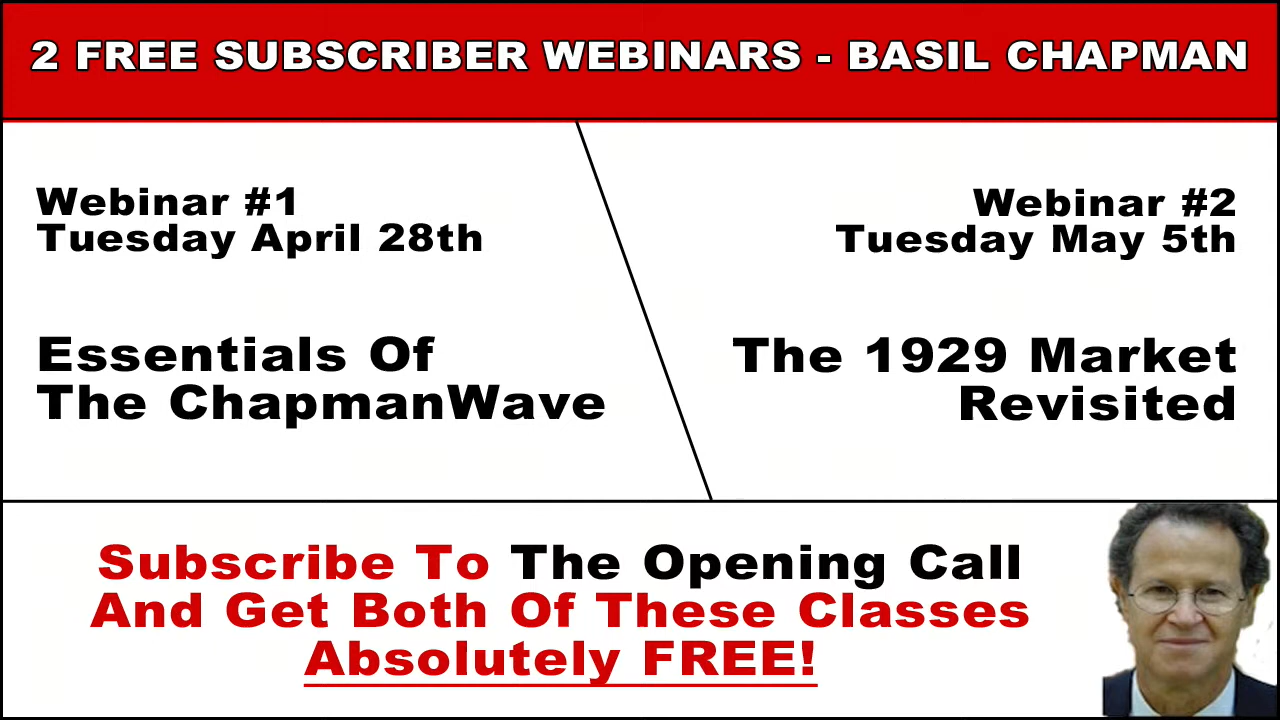 2 FREE SUBSCRIBER WEBINARS - BASIL CHAPMAN
Webinar #1
Tuesday April 28th
Essentials Of
The ChapmanWave
Webinar #2
Tuesday May 5th
The 1929 Market
Revisited
Subscribe To The Opening Call
And Get Both Of These Classes
Absolutely FREE!